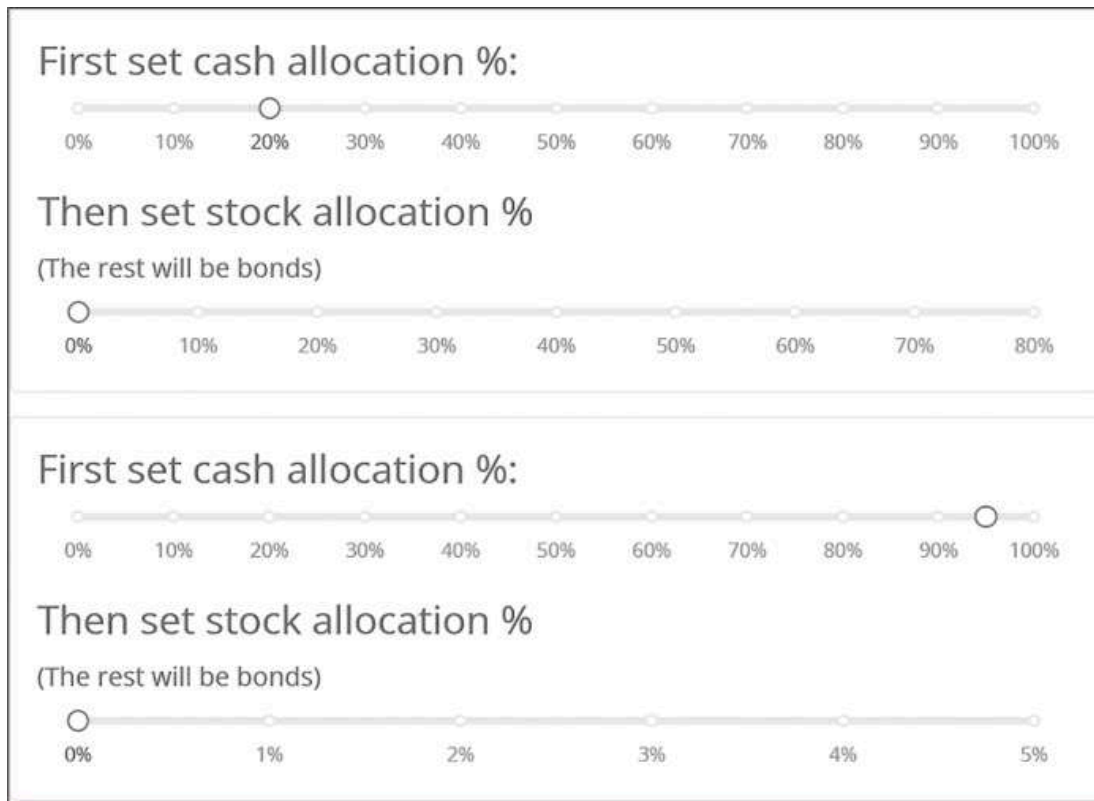 First set cash allocation %:
0% 10% 20% 30% 40% 50% 60% 70% 80% 90% 100%
Then set stock allocation %
(The rest will be bonds)
0% 10% 20% 30% 40% 50% 60% 70% 80%
First set cash allocation %:
0% 10% 20% 30% 40% 50% 60% 70% 80% 90% 100%
Then set stock allocation %
(The rest will be bonds)
0% 1% 2% 3% 4% 5%